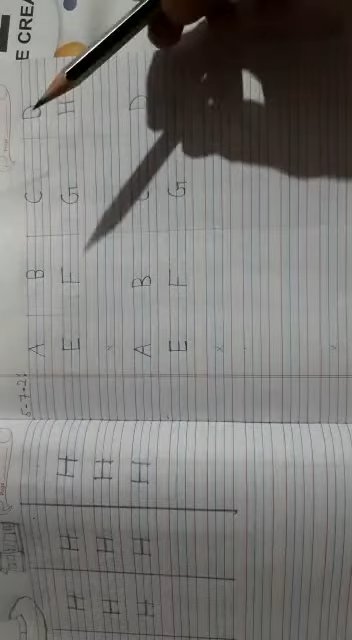 E CREA
H H H
H H H
H H H
A B C D
E F G H
A B C D
E F G